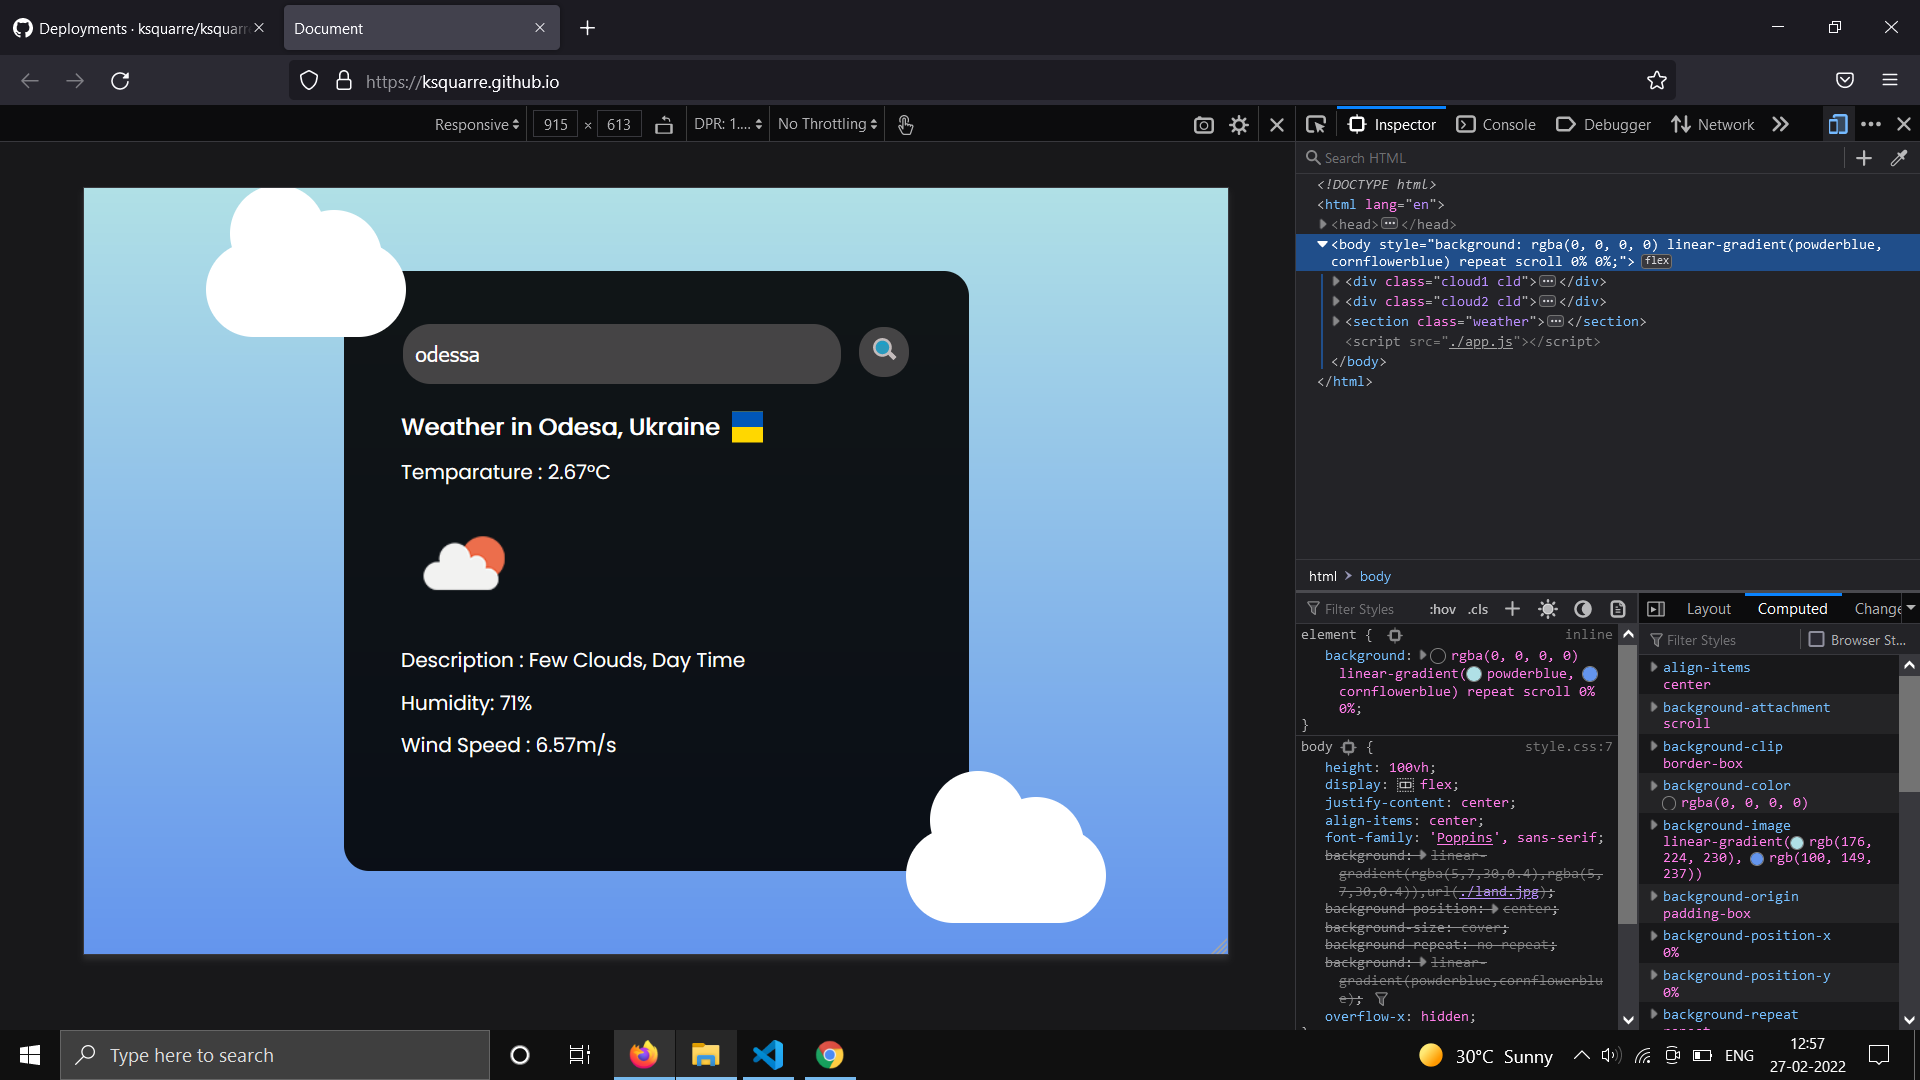 Deployments · ksquarre/ksquarre
Document
https://ksquarre.github.io
Responsive 915 × 613 DPR: 1.... No Throttling
Inspector Console Debugger Network
Search HTML
<!DOCTYPE html>
<html lang="en">
<head> ··· </head>
<body style="background: rgba(0, 0, 0, 0) linear-gradient(powderblue,
cornflowerblue) repeat scroll 0% 0%;"> flex
<div class="cloud1 cld"> ··· </div>
<div class="cloud2 cld"> ··· </div>
<section class="weather"> ··· </section>
<script src="./app.js"></script>
</body>
</html>
html > body
odessa
Weather in Odesa, Ukraine
Temparature : 2.67°C
Description : Few Clouds, Day Time
Humidity: 71%
Wind Speed : 6.57m/s
Filter Styles :hov .cls
element { inline
background: rgba(0, 0, 0, 0)
linear-gradient( powderblue,
cornflowerblue) repeat scroll 0%
0%;
}
body { style.css:7
height: 100vh;
display: flex;
justify-content: center;
align-items: center;
font-family: 'Poppins', sans-serif;
background: linear-
gradient(rgba(5,7,30,0.4),rgba(5,
7,30,0.4)),url(./land.jpg);
background-position: center;
background-size: cover;
background-repeat: no-repeat;
background: linear-
gradient(powderblue,cornflowerblu
e);
overflow-x: hidden;
Layout Computed Change
Filter Styles Browser St...
align-items
center
background-attachment
scroll
background-clip
border-box
background-color
rgba(0, 0, 0, 0)
background-image
linear-gradient( rgb(176,
224, 230), rgb(100, 149,
237))
background-origin
padding-box
background-position-x
0%
background-position-y
0%
background-repeat
Type here to search
30°C Sunny
ENG
12:57
27-02-2022